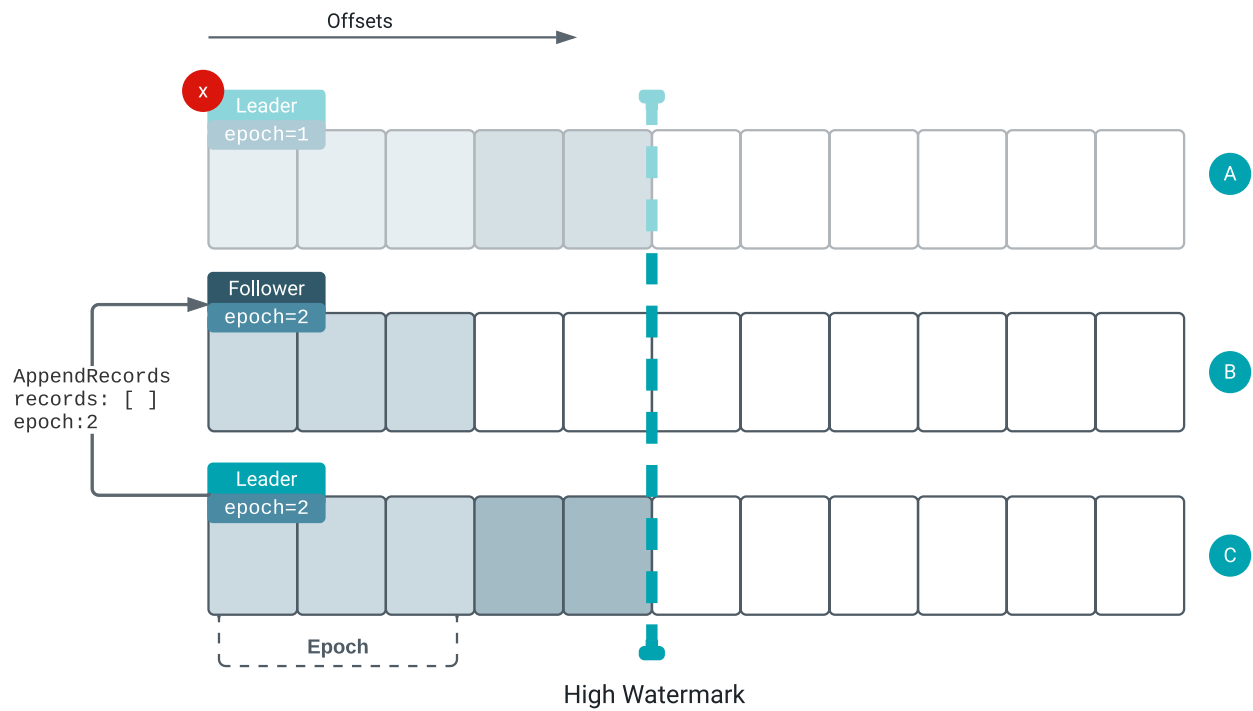 Offsets
x
Leader
epoch=1
A
Follower
epoch=2
B
AppendRecords
records: [ ]
epoch:2
Leader
epoch=2
C
Epoch
High Watermark